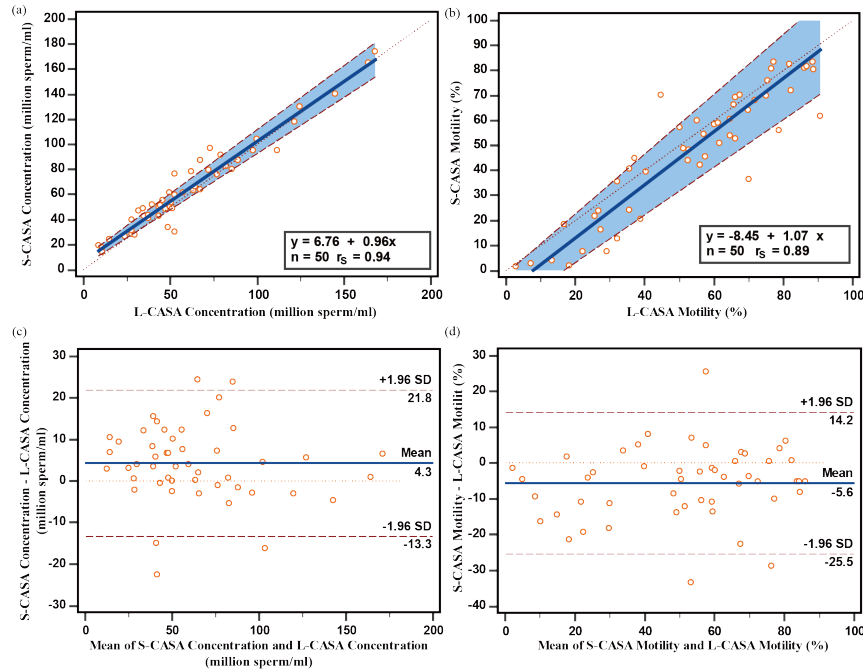 (a)
S-CASA Concentration (million sperm/ml)
200
180
160
140
120
100
80
60
40
20
0
y = 6.76 + 0.96x
n = 50 rS = 0.94
0
50
100
150
200
L-CASA Concentration (million sperm/ml)
(b)
S-CASA Motility (%)
100
90
80
70
60
50
40
30
20
10
0
y = -8.45 + 1.07 x
n = 50 rS = 0.89
0
20
40
60
80
100
L-CASA Motility (%)
(c)
S-CASA Concentration - L-CASA Concentration
(million sperm/ml)
30
20
10
0
-10
-20
-30
+1.96 SD
21.8
Mean
4.3
-1.96 SD
-13.3
0
50
100
150
200
Mean of S-CASA Concentration and L-CASA Concentration
(million sperm/ml)
(d)
S-CASA Motility - L-CASA Motilit (%)
30
20
10
0
-10
-20
-30
-40
+1.96 SD
14.2
Mean
-5.6
-1.96 SD
-25.5
0
20
40
60
80
100
Mean of S-CASA Motility and L-CASA Motility (%)